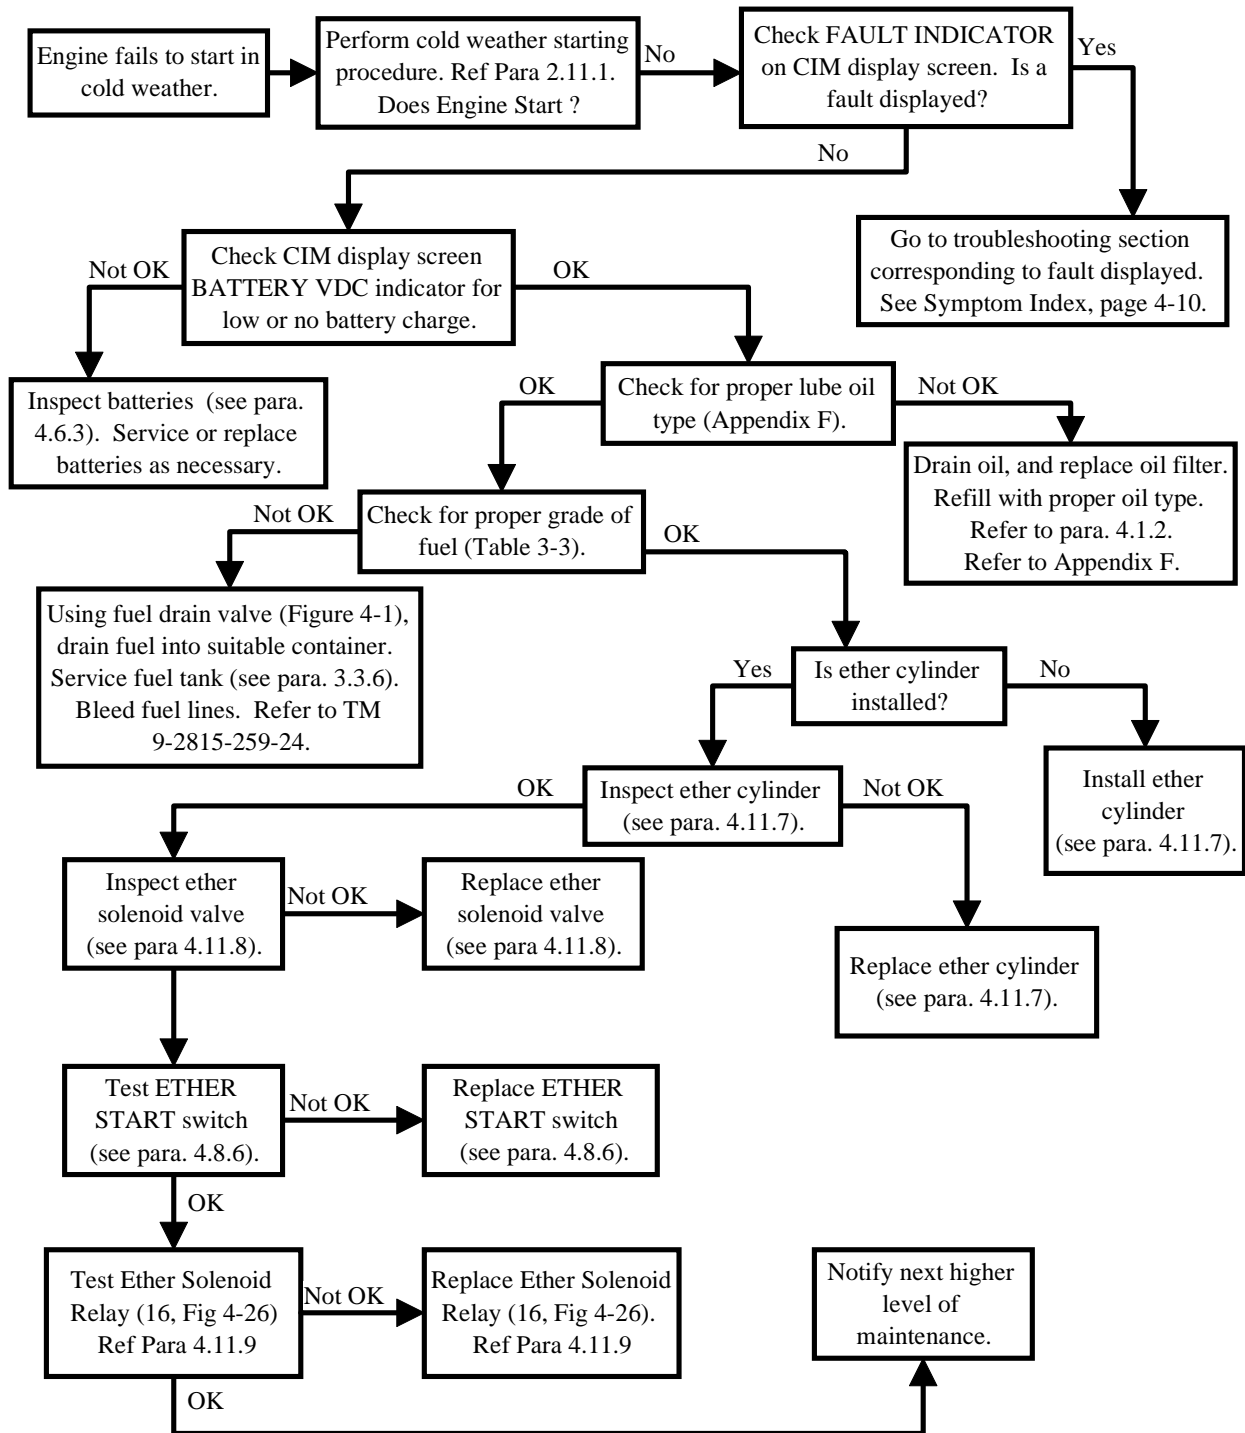 Engine fails to start in
cold weather.
Perform cold weather starting
procedure. Ref Para 2.11.1.
Does Engine Start ?
No
Check FAULT INDICATOR
on CIM display screen.  Is a
fault displayed?
Yes
No
Go to troubleshooting section
corresponding to fault displayed.
See Symptom Index, page 4-10.
Check CIM display screen
BATTERY VDC indicator for
low or no battery charge.
Not OK
OK
Inspect batteries  (see para.
4.6.3).  Service or replace
batteries as necessary.
Check for proper lube oil
type (Appendix F).
OK
Not OK
Drain oil, and replace oil filter.
Refill with proper oil type.
Refer to para. 4.1.2.
Refer to Appendix F.
Check for proper grade of
fuel (Table 3-3).
Not OK
OK
Using fuel drain valve (Figure 4-1),
drain fuel into suitable container.
Service fuel tank (see para. 3.3.6).
Bleed fuel lines.  Refer to TM
9-2815-259-24.
Is ether cylinder
installed?
Yes
No
Install ether
cylinder
(see para. 4.11.7).
Inspect ether cylinder
(see para. 4.11.7).
OK
Not OK
Replace ether cylinder
(see para. 4.11.7).
Inspect ether
solenoid valve
(see para 4.11.8).
Not OK
Replace ether
solenoid valve
(see para 4.11.8).
Test ETHER
START switch
(see para. 4.8.6).
Not OK
Replace ETHER
START switch
(see para. 4.8.6).
OK
Test Ether Solenoid
Relay (16, Fig 4-26)
Ref Para 4.11.9
Not OK
Replace Ether Solenoid
Relay (16, Fig 4-26).
Ref Para 4.11.9
OK
Notify next higher
level of
maintenance.